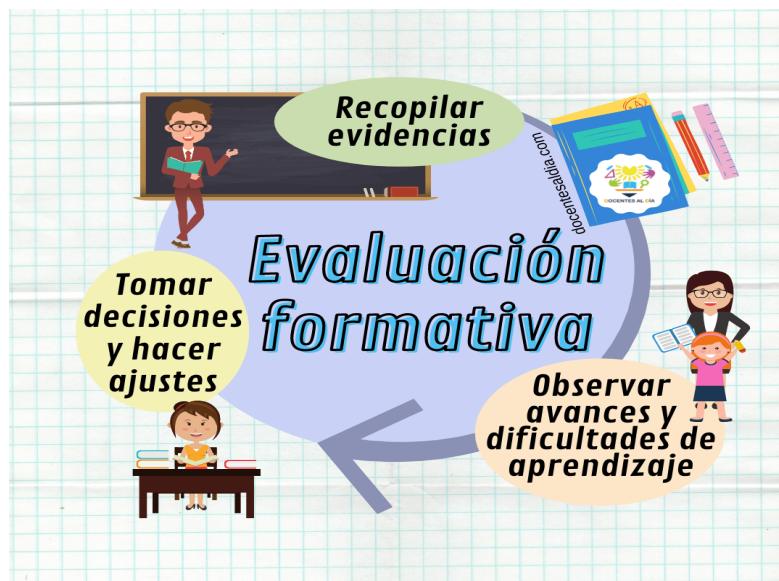 Recopilar
evidencias
docentesaldia.com
DOCENTES AL DÍA
Evaluación
formativa
Tomar
decisiones
y hacer
ajustes
Observar
avances y
dificultades de
aprendizaje